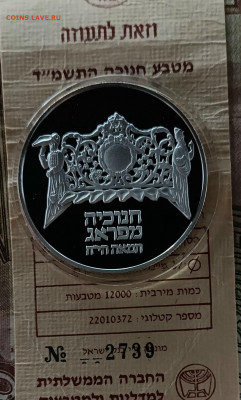 COINS.LAVE.RU
וזאת לתעודה
מטבע חנוכה התשמ"ד
חנוכיה
מפראג
המאה הי"ח
כמות מירבית: 12000 מטבעות
מספר קטלוגי: 22010372
№ 2739
ישראל
החברה הממשלתית